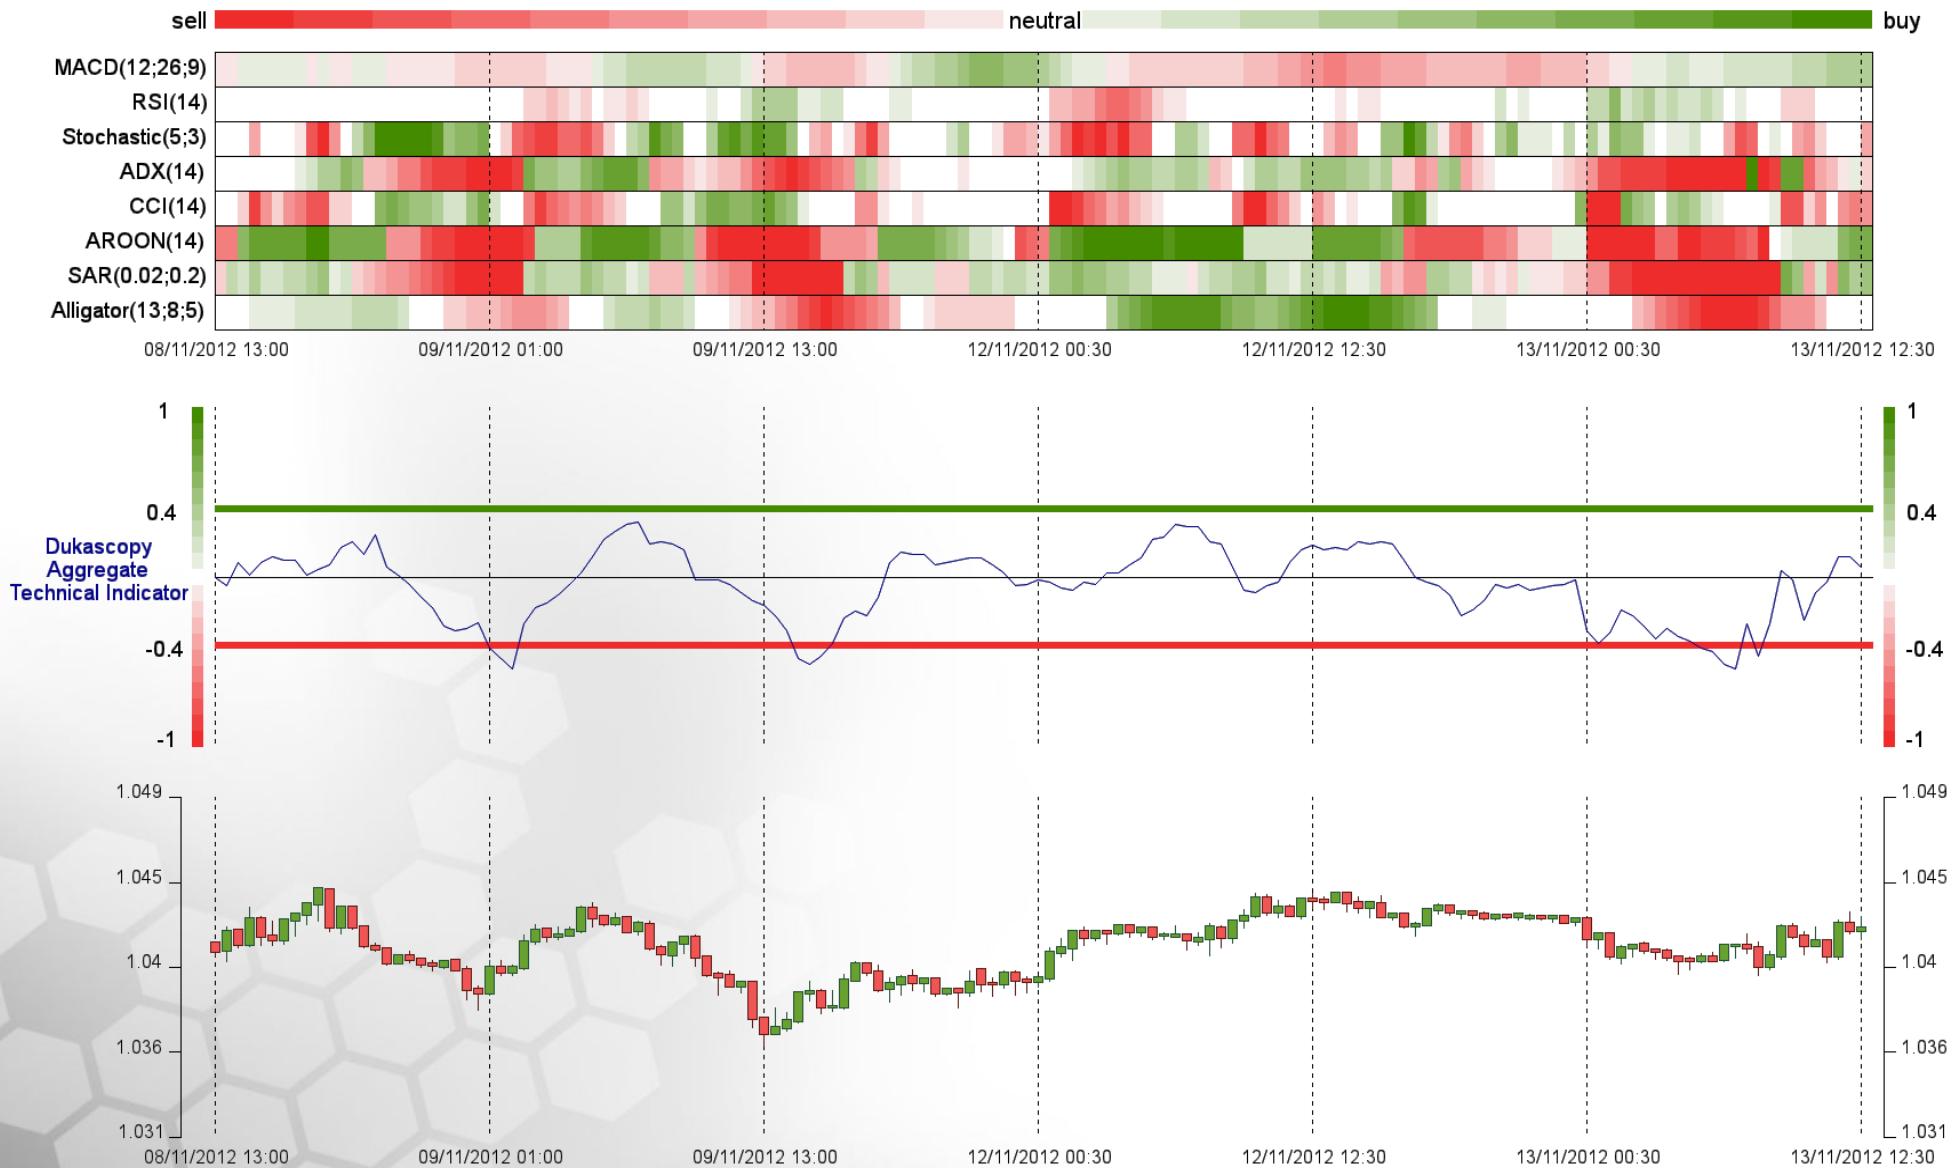 sell neutral buy
MACD(12;26;9)
RSI(14)
Stochastic(5;3)
ADX(14)
CCI(14)
AROON(14)
SAR(0.02;0.2)
Alligator(13;8;5)
08/11/2012 13:00 09/11/2012 01:00 09/11/2012 13:00 12/11/2012 00:30 12/11/2012 12:30 13/11/2012 00:30 13/11/2012 12:30
1 1
0.4 0.4
Dukascopy
Aggregate
Technical Indicator
-0.4 -0.4
-1 -1
1.049 1.049
1.045 1.045
1.04 1.04
1.036 1.036
1.031 1.031
08/11/2012 13:00 09/11/2012 01:00 09/11/2012 13:00 12/11/2012 00:30 12/11/2012 12:30 13/11/2012 00:30 13/11/2012 12:30